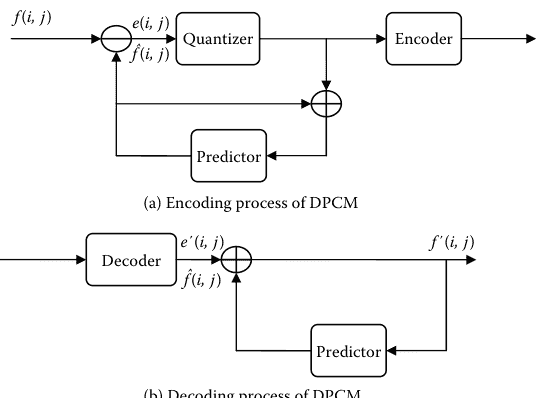 f(i, j)
e(i, j)
Quantizer
Encoder
f̂(i, j)
Predictor
(a) Encoding process of DPCM
e´(i, j)
f´(i, j)
Decoder
f̂(i, j)
Predictor
(b) Decoding process of DPCM